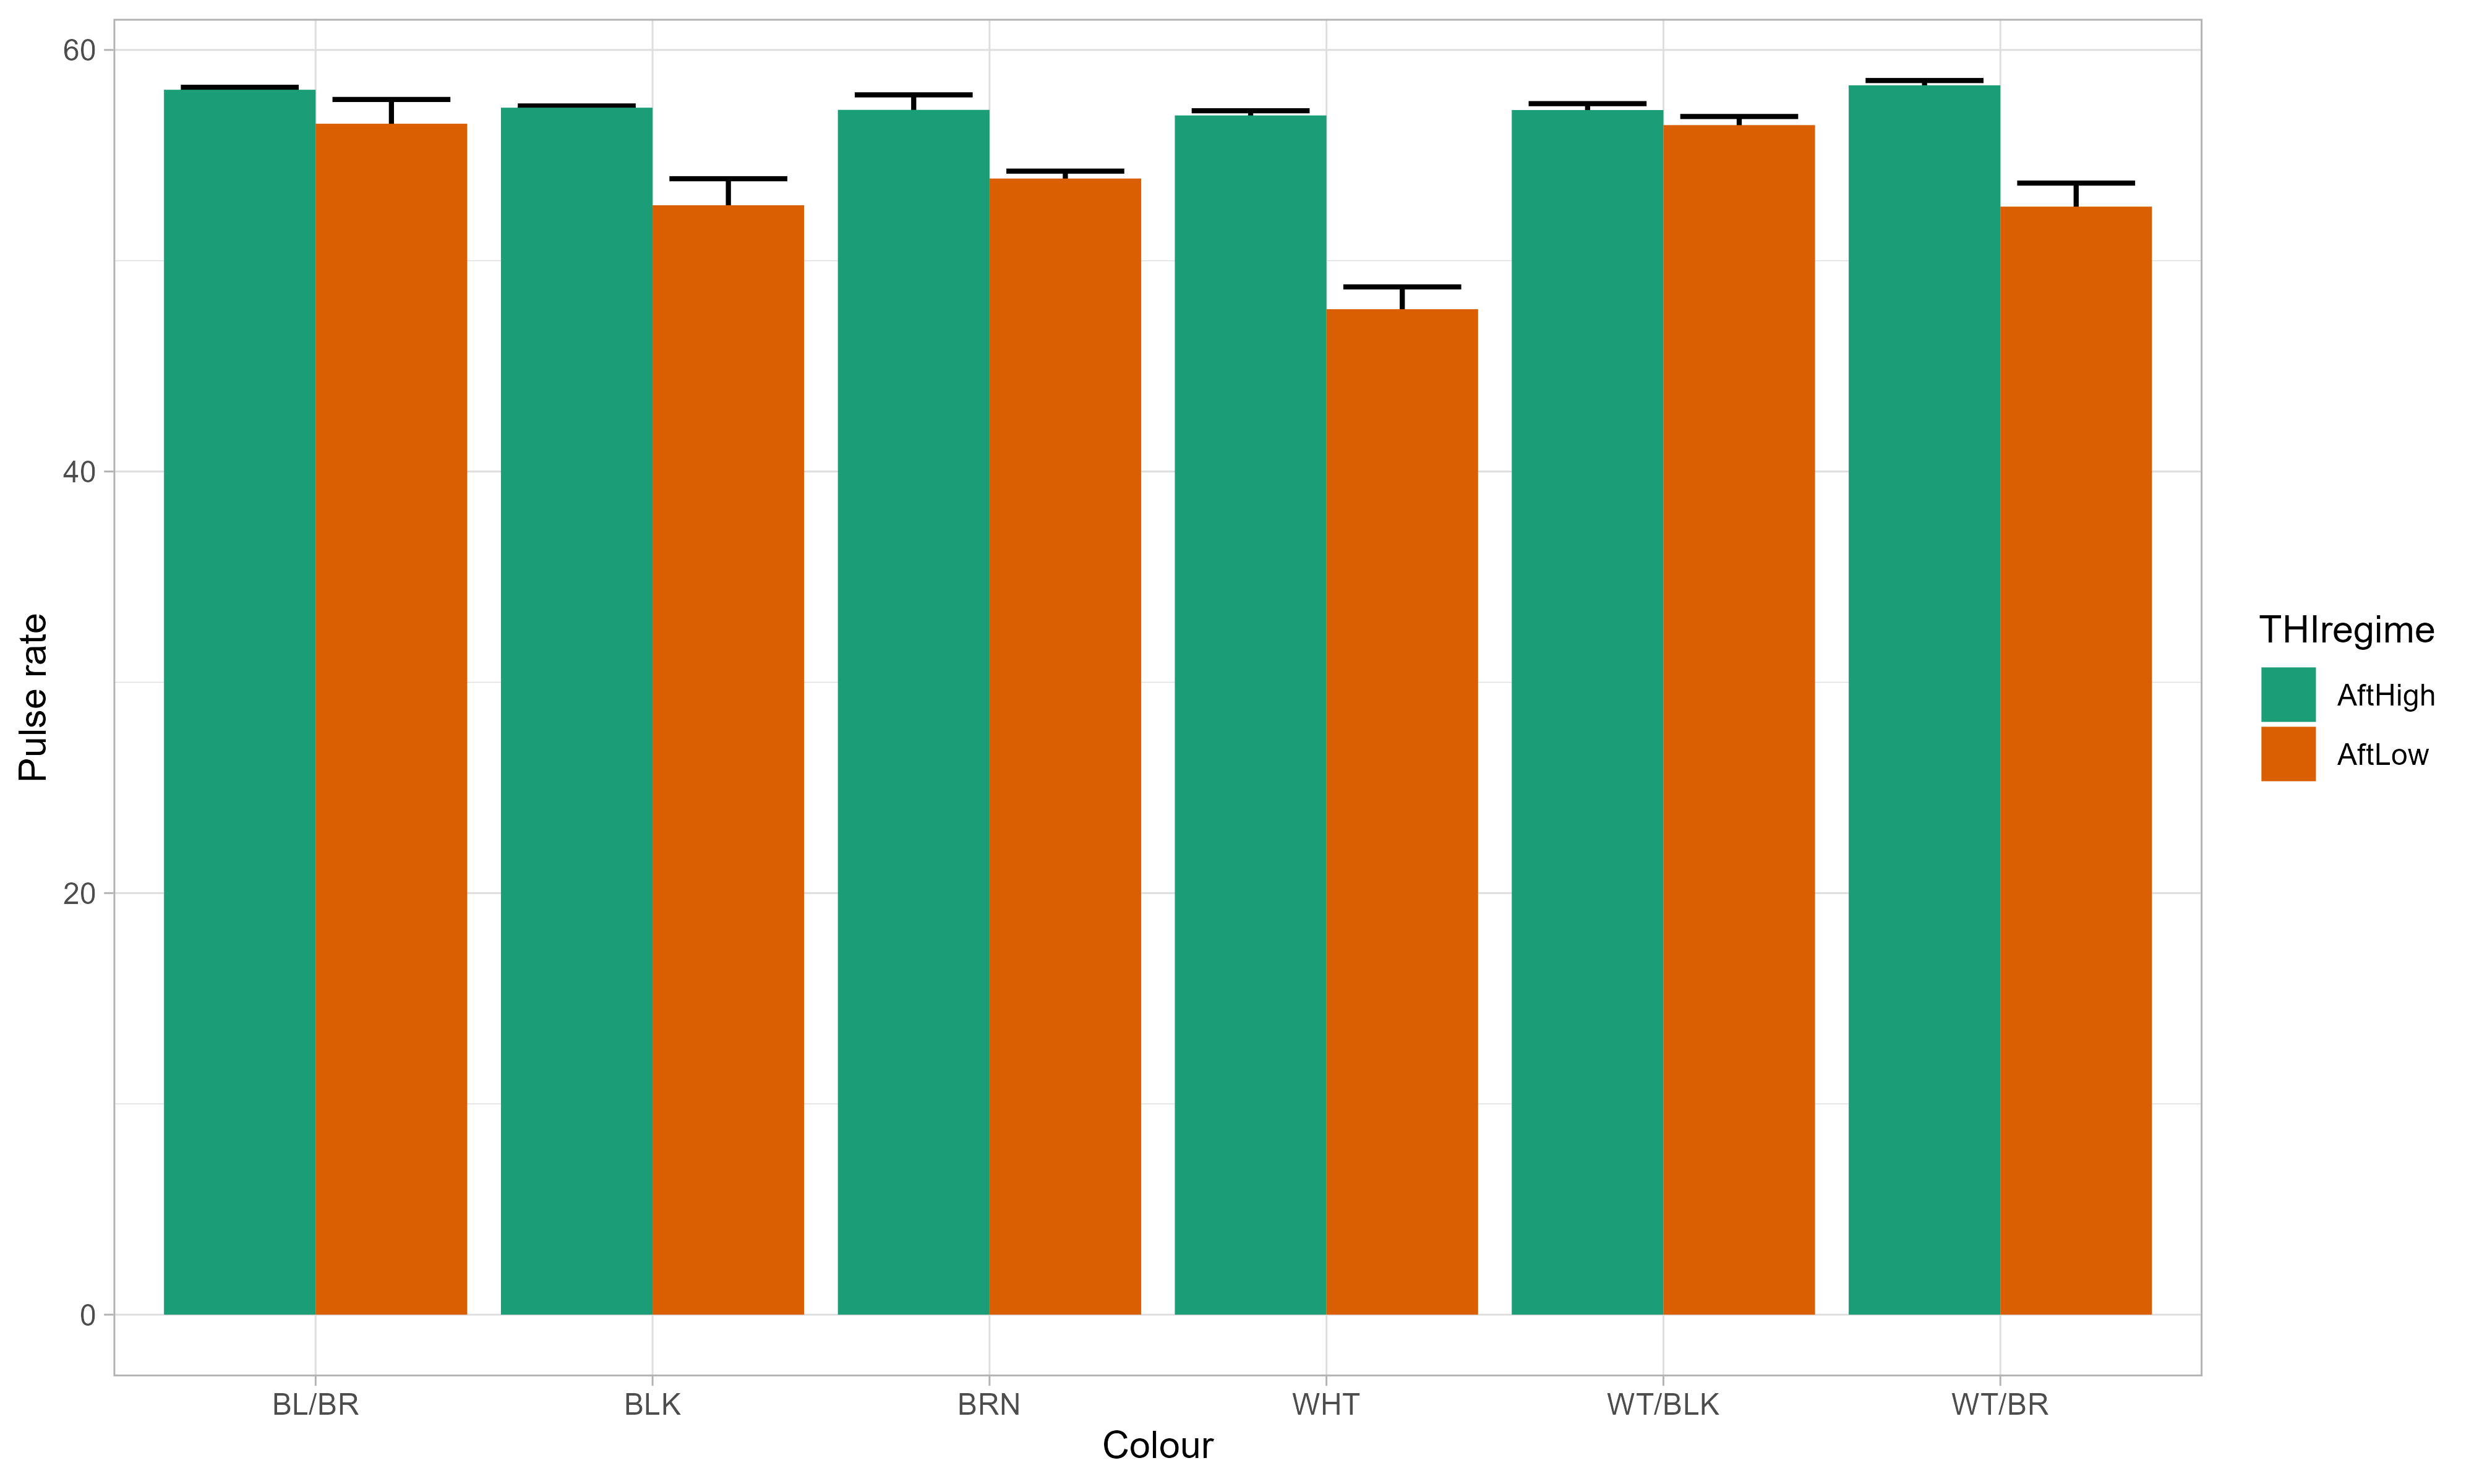 60
40
20
0
Pulse rate
BL/BR BLK BRN WHT WT/BLK WT/BR
Colour
THIregime
AftHigh
AftLow